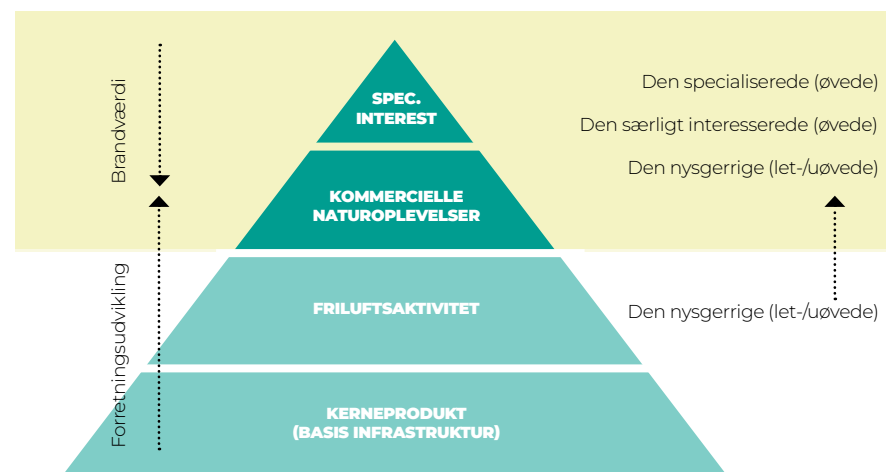 Brandværdi
Forretningsudvikling
SPEC.
INTEREST
KOMMERCIELLE
NATUROPLEVELSER
FRILUFTSAKTIVITET
KERNEPRODUKT
(BASIS INFRASTRUKTUR)
Den specialiserede (øvede)
Den særligt interesserede (øvede)
Den nysgerrige (let-/uøvede)
Den nysgerrige (let-/uøvede)